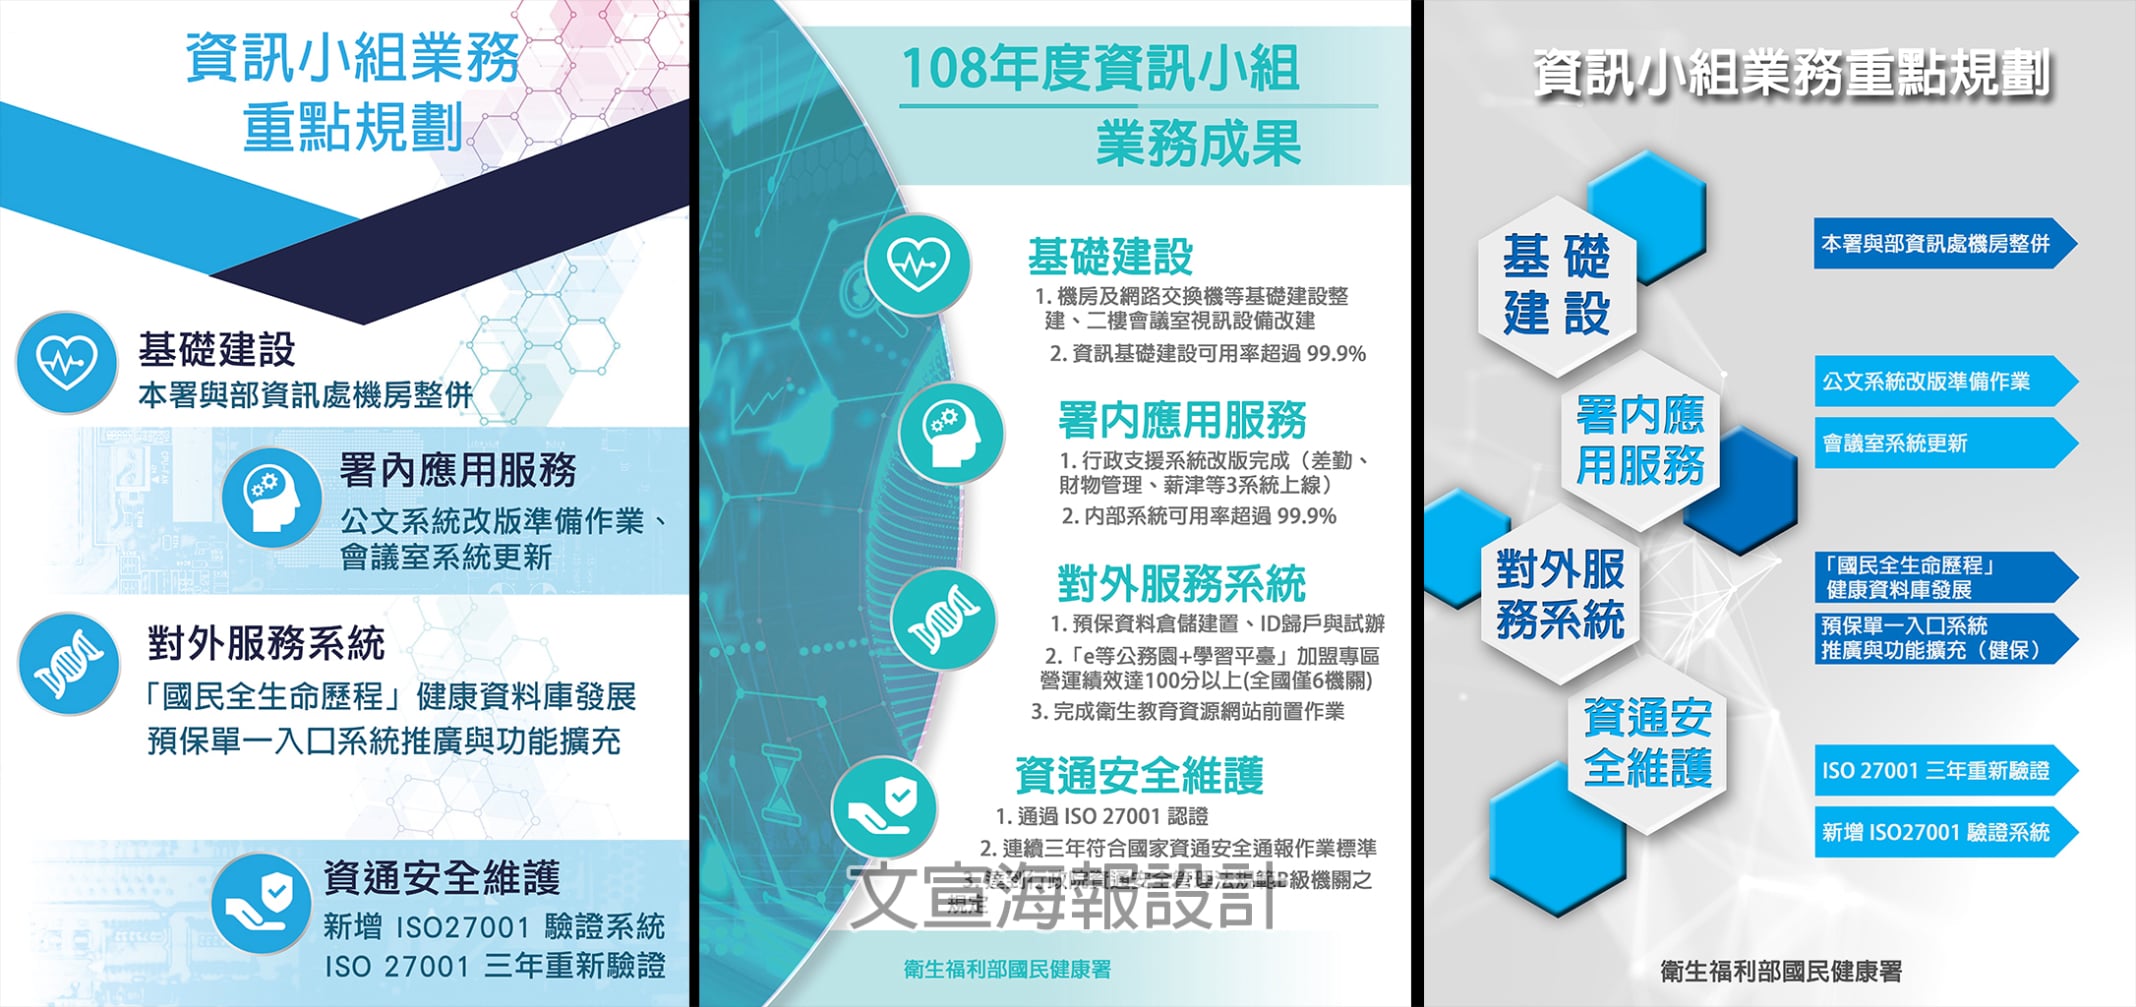 資訊小組業務
重點規劃
基礎建設
本署與部資訊處機房整併
署內應用服務
公文系統改版準備作業、
會議室系統更新
對外服務系統
「國民全生命歷程」健康資料庫發展
預保單一入口系統推廣與功能擴充
資通安全維護
新增 ISO27001 驗證系統
ISO 27001 三年重新驗證
108年度資訊小組
業務成果
基礎建設
1. 機房及網路交換機等基礎建設整
建、二樓會議室視訊設備改建
2. 資訊基礎建設可用率超過 99.9%
署内應用服務
1. 行政支援系統改版完成（差勤、
財物管理、薪津等3系統上線）
2. 内部系統可用率超過 99.9%
對外服務系統
1. 預保資料倉儲建置、ID歸戶與試辦
2.「e等公務園+學習平臺」加盟專區
營運績效達100分以上(全國僅6機關)
3. 完成衛生教育資源網站前置作業
資通安全維護
1. 通過 ISO 27001 認證
2. 連續三年符合國家資通安全通報作業標準
3. 達到行政院資通安全管理法規範B級機關之
規定
文宣海報設計
衛生福利部國民健康署
資訊小組業務重點規劃
基礎
建設
本署與部資訊處機房整併
署内應
用服務
公文系統改版準備作業
會議室系統更新
對外服
務系統
「國民全生命歷程」
健康資料庫發展
預保單一入口系統
推廣與功能擴充（健保）
資通安
全維護
ISO 27001 三年重新驗證
新增 ISO27001 驗證系統
衛生福利部國民健康署